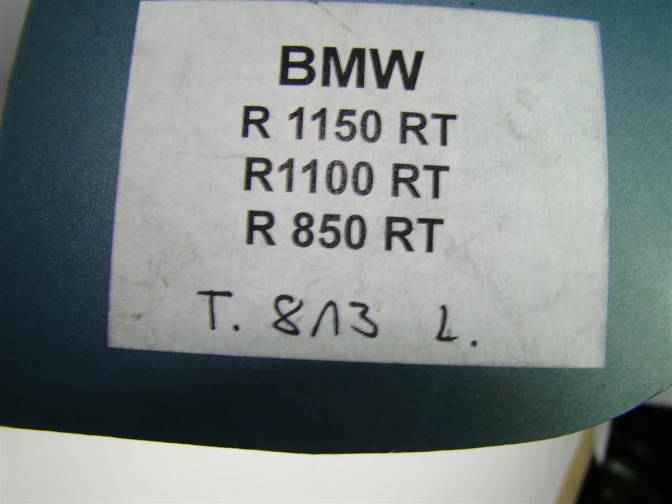 BMW
R 1150 RT
R1100 RT
R 850 RT
T. 813 L.